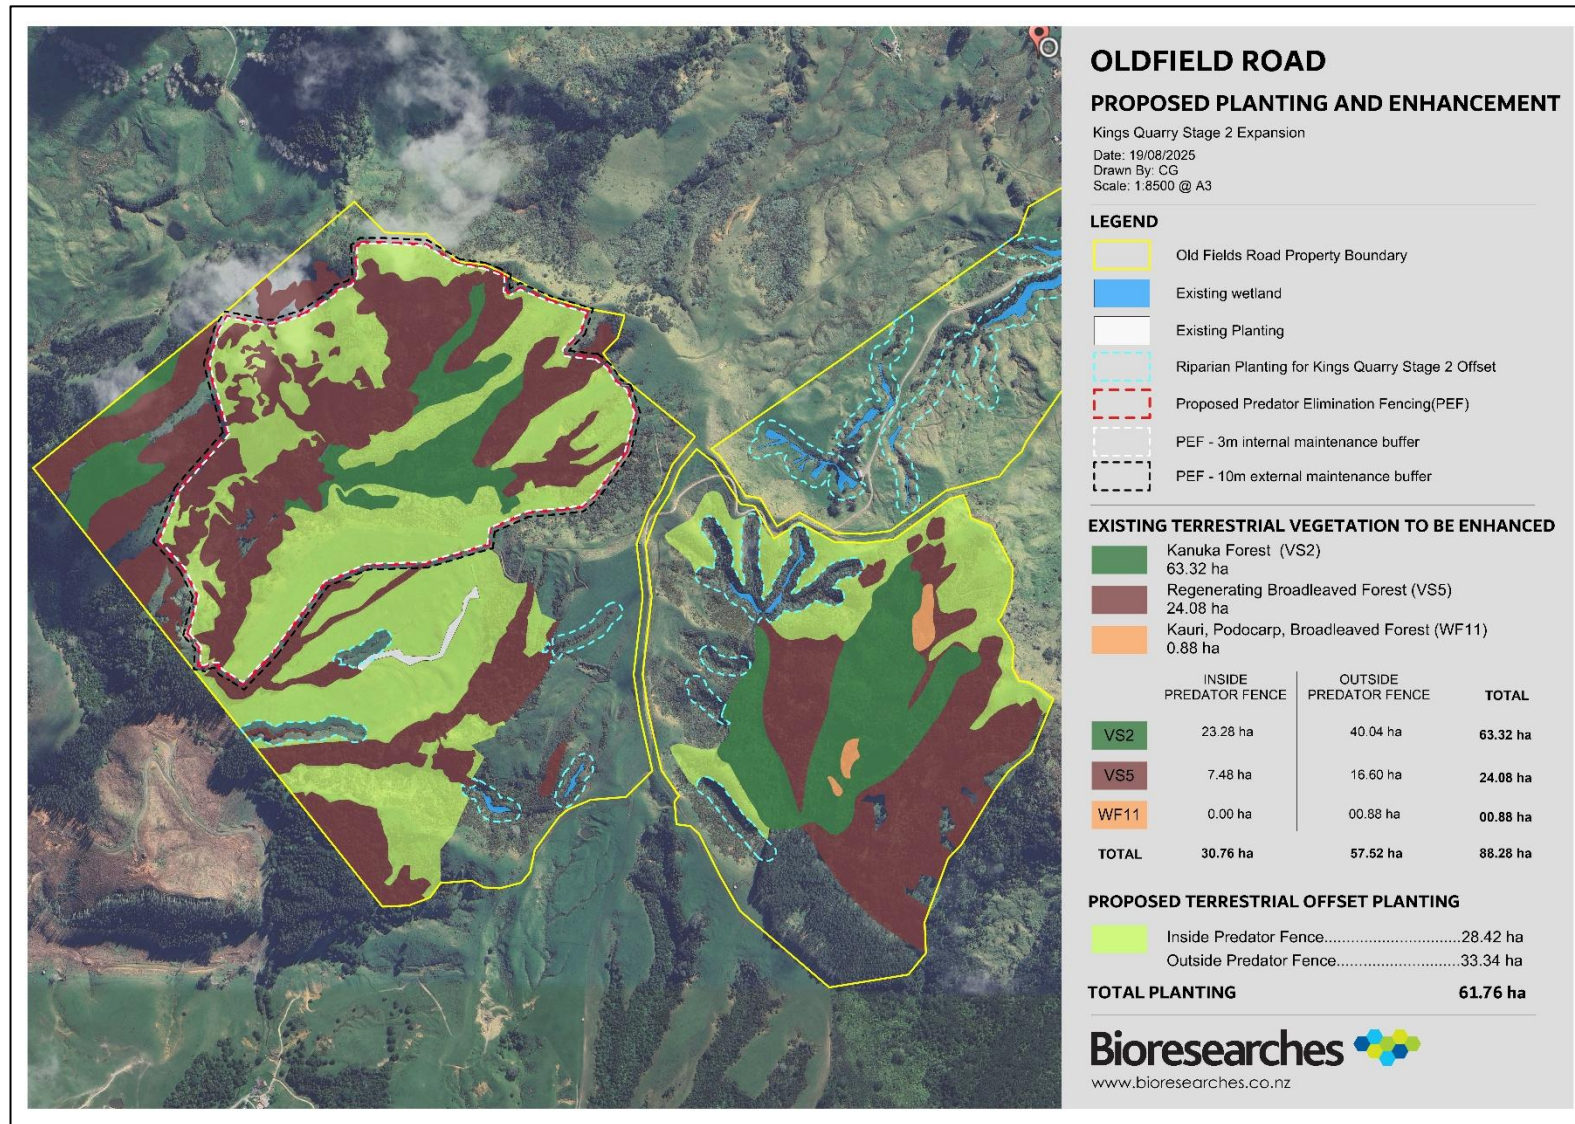 OLDFIELD ROAD
PROPOSED PLANTING AND ENHANCEMENT
Kings Quarry Stage 2 Expansion
Date: 19/08/2025
Drawn By: CG
Scale: 1:8500 @ A3
LEGEND
Old Fields Road Property Boundary
Existing wetland
Existing Planting
Riparian Planting for Kings Quarry Stage 2 Offset
Proposed Predator Elimination Fencing(PEF)
PEF - 3m internal maintenance buffer
PEF - 10m external maintenance buffer
EXISTING TERRESTRIAL VEGETATION TO BE ENHANCED
Kanuka Forest (VS2)
63.32 ha
Regenerating Broadleaved Forest (VS5)
24.08 ha
Kauri, Podocarp, Broadleaved Forest (WF11)
0.88 ha
INSIDE PREDATOR FENCE OUTSIDE PREDATOR FENCE TOTAL
VS2 23.28 ha 40.04 ha 63.32 ha
VS5 7.48 ha 16.60 ha 24.08 ha
WF11 0.00 ha 00.88 ha 00.88 ha
TOTAL 30.76 ha 57.52 ha 88.28 ha
PROPOSED TERRESTRIAL OFFSET PLANTING
Inside Predator Fence..............................28.42 ha
Outside Predator Fence...........................33.34 ha
TOTAL PLANTING 61.76 ha
Bioresearches
www.bioresearches.co.nz